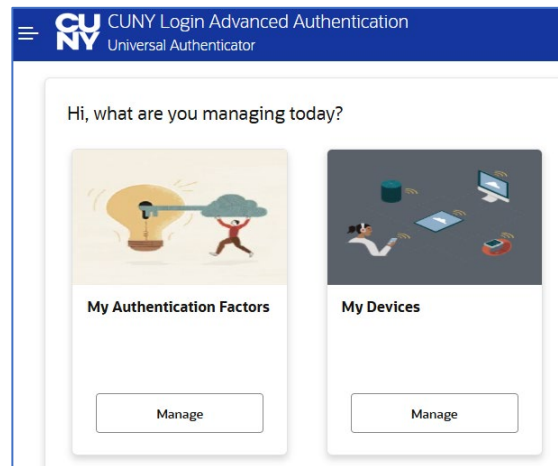 CUNY CUNY Login Advanced Authentication
Universal Authenticator
Hi, what are you managing today?
My Authentication Factors
My Devices
Manage
Manage